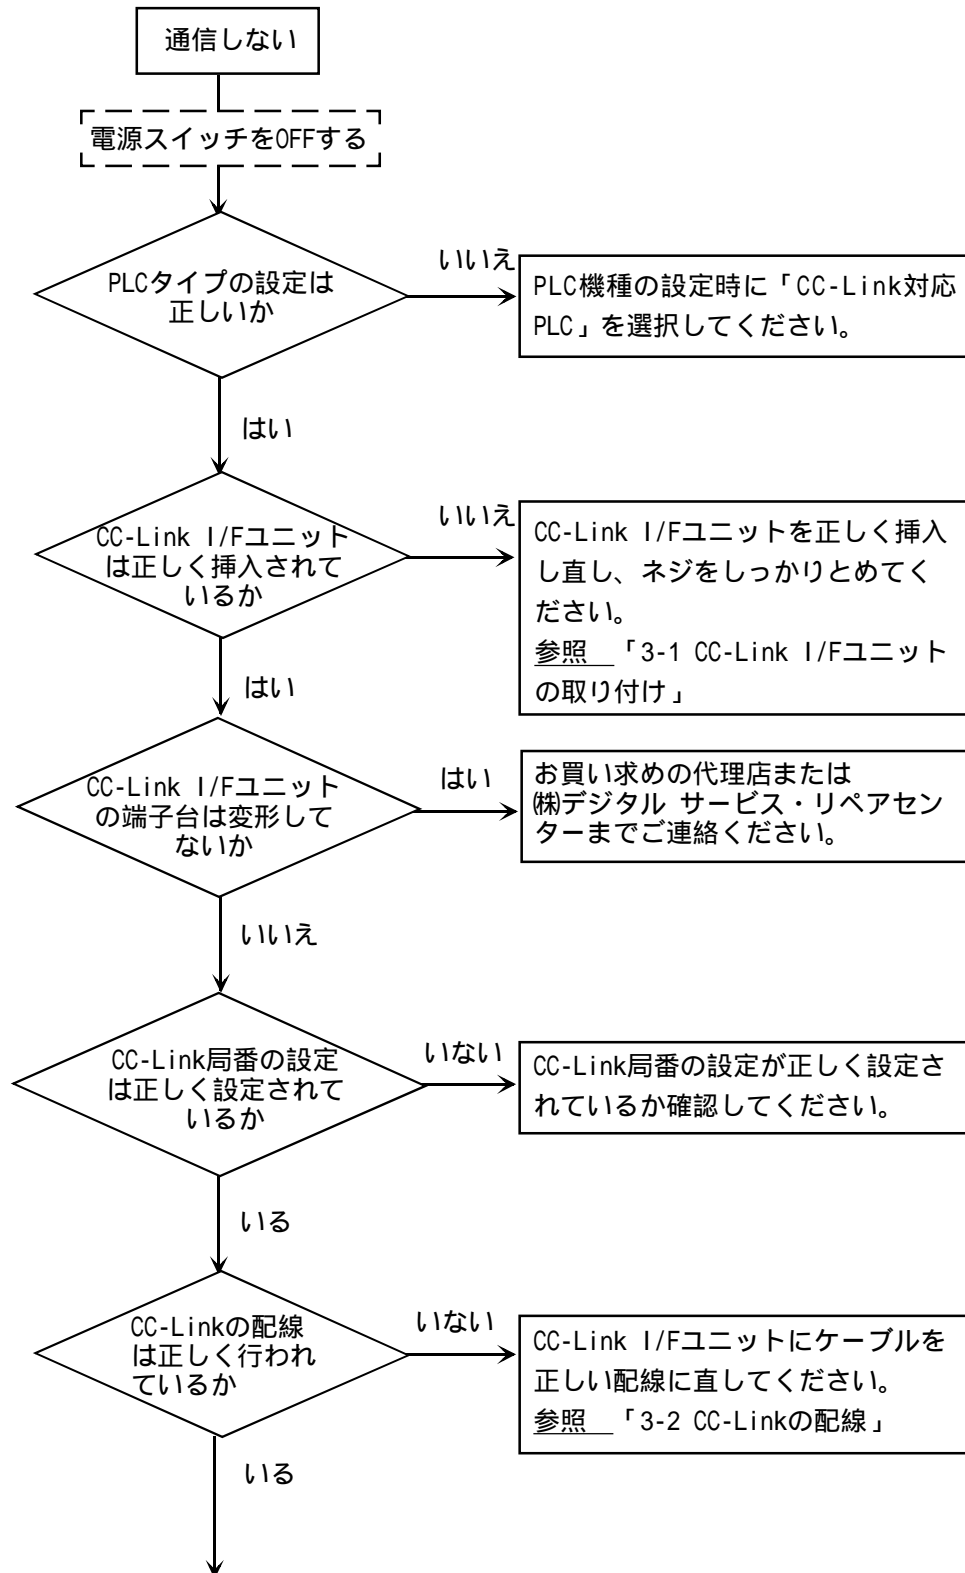 通信しない
電源スイッチをOFFする
PLCタイプの設定は
正しいか
いいえ
PLC機種の設定時に「CC-Link対応
PLC」を選択してください。
はい
CC-Link I/Fユニット
は正しく挿入されて
いるか
いいえ
CC-Link I/Fユニットを正しく挿入
し直し、ネジをしっかりとめてく
ださい。
参照 「3-1 CC-Link I/Fユニット
の取り付け」
はい
CC-Link I/Fユニット
の端子台は変形して
ないか
はい
お買い求めの代理店または
㈱デジタル サービス・リペアセン
ターまでご連絡ください。
いいえ
CC-Link局番の設定
は正しく設定されて
いるか
いない
CC-Link局番の設定が正しく設定さ
れているか確認してください。
いる
CC-Linkの配線
は正しく行われ
ているか
いない
CC-Link I/Fユニットにケーブルを
正しい配線に直してください。
参照 「3-2 CC-Linkの配線」
いる